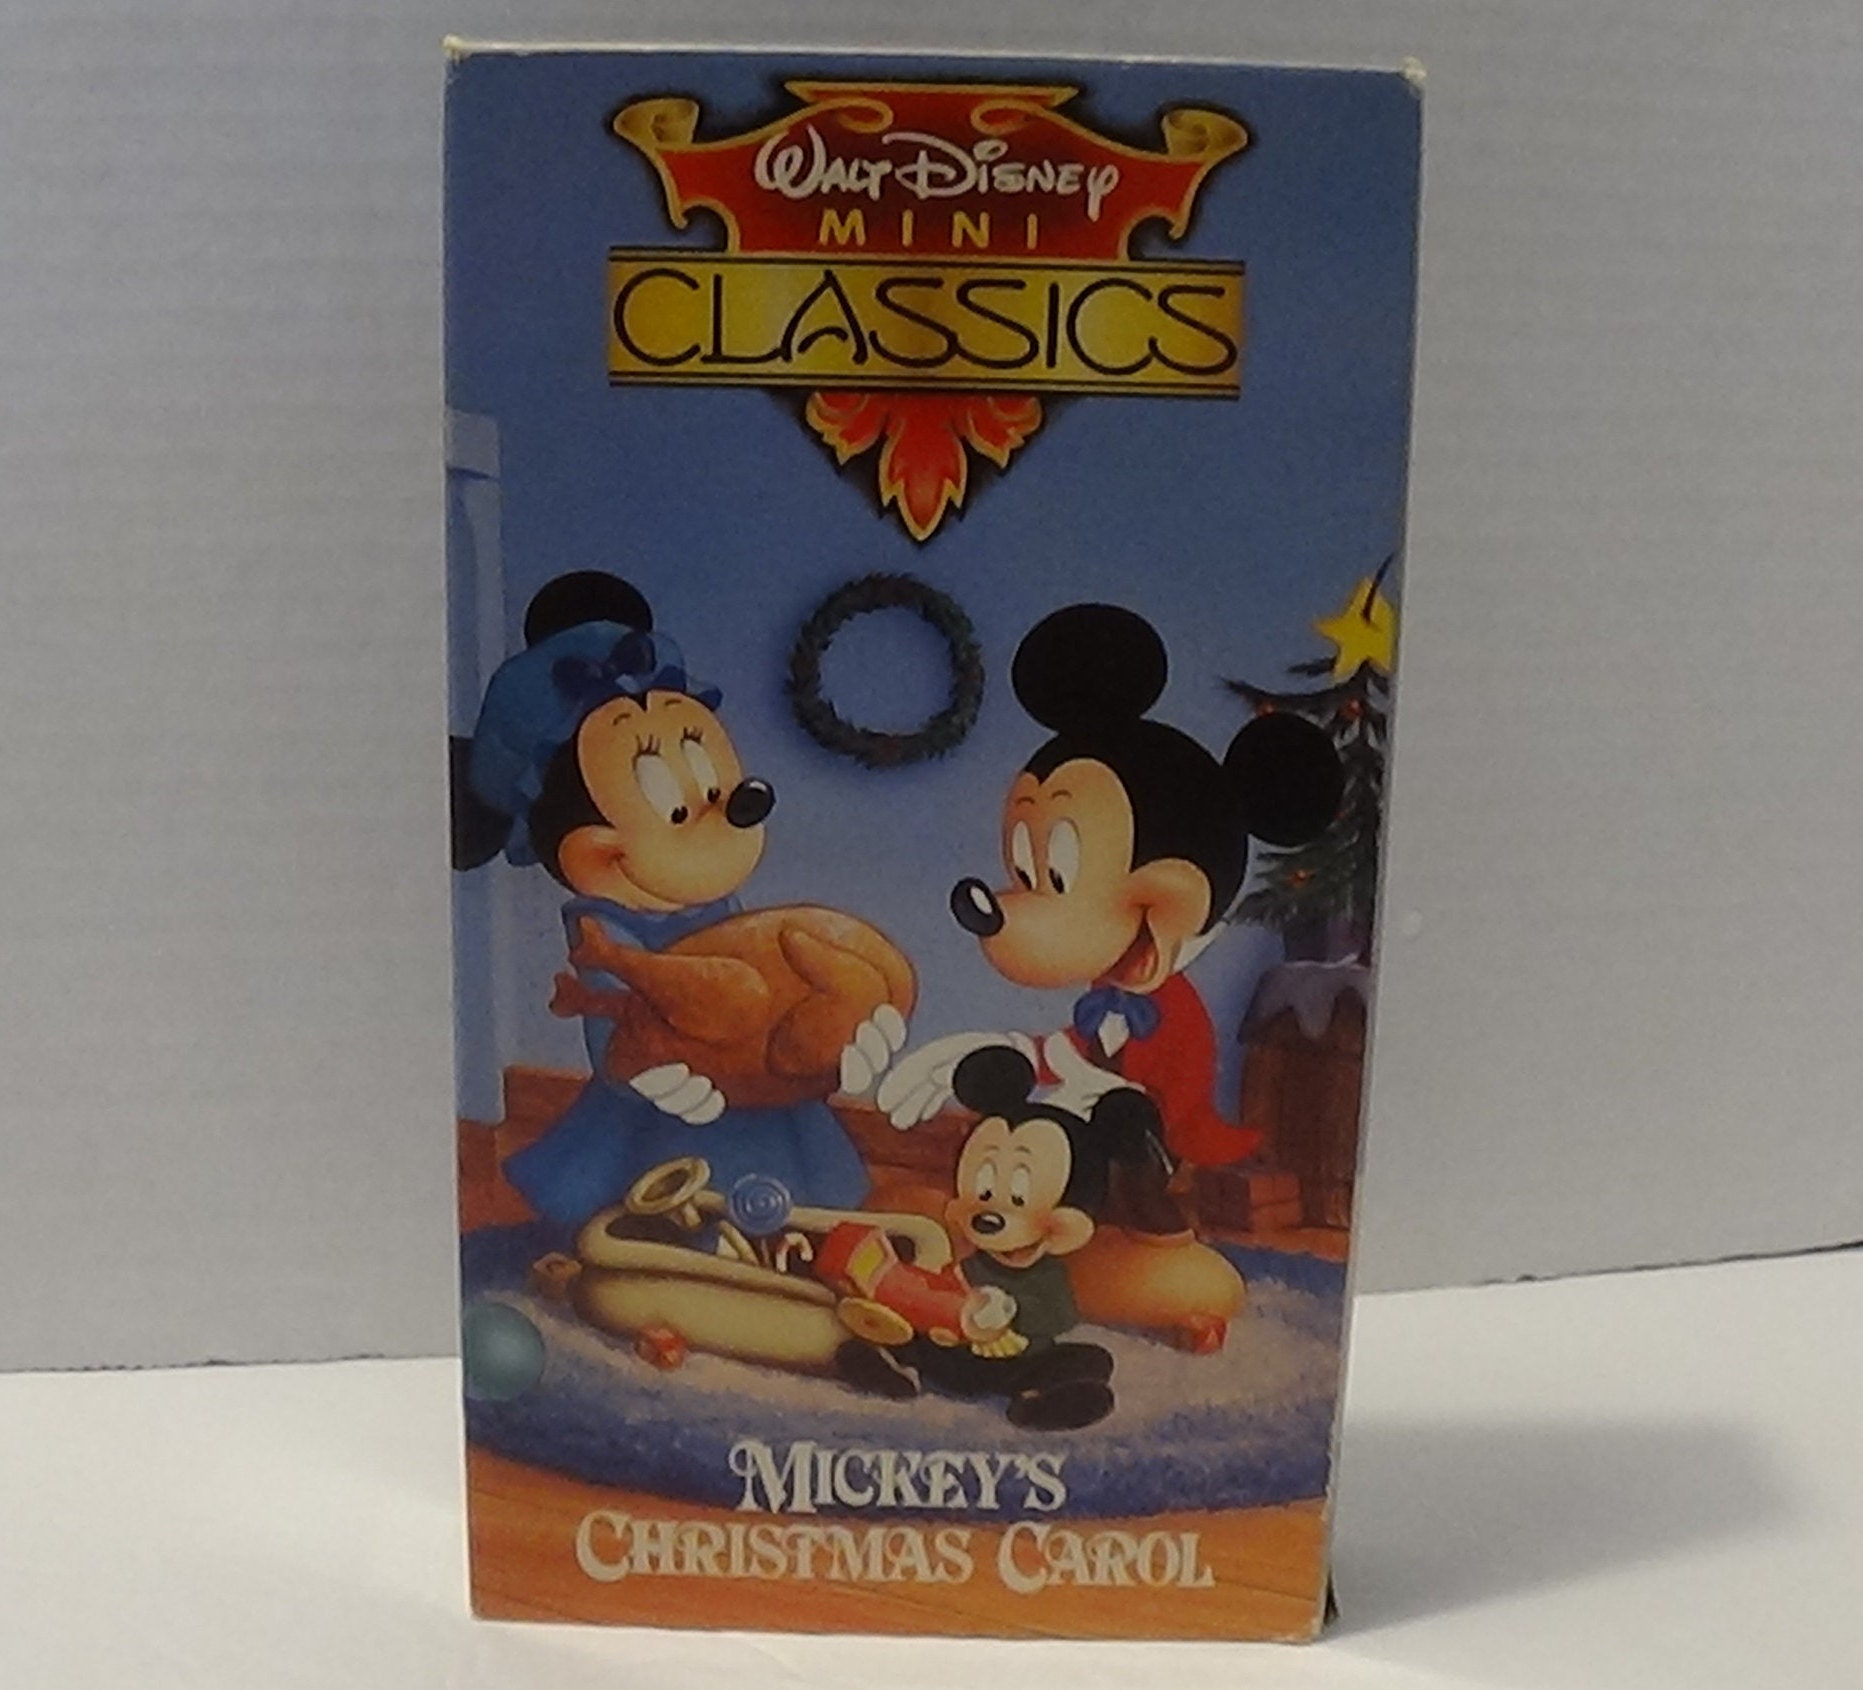 WALT DISNEY
MINI
CLASSICS
MICKEY'S
CHRISTMAS CAROL